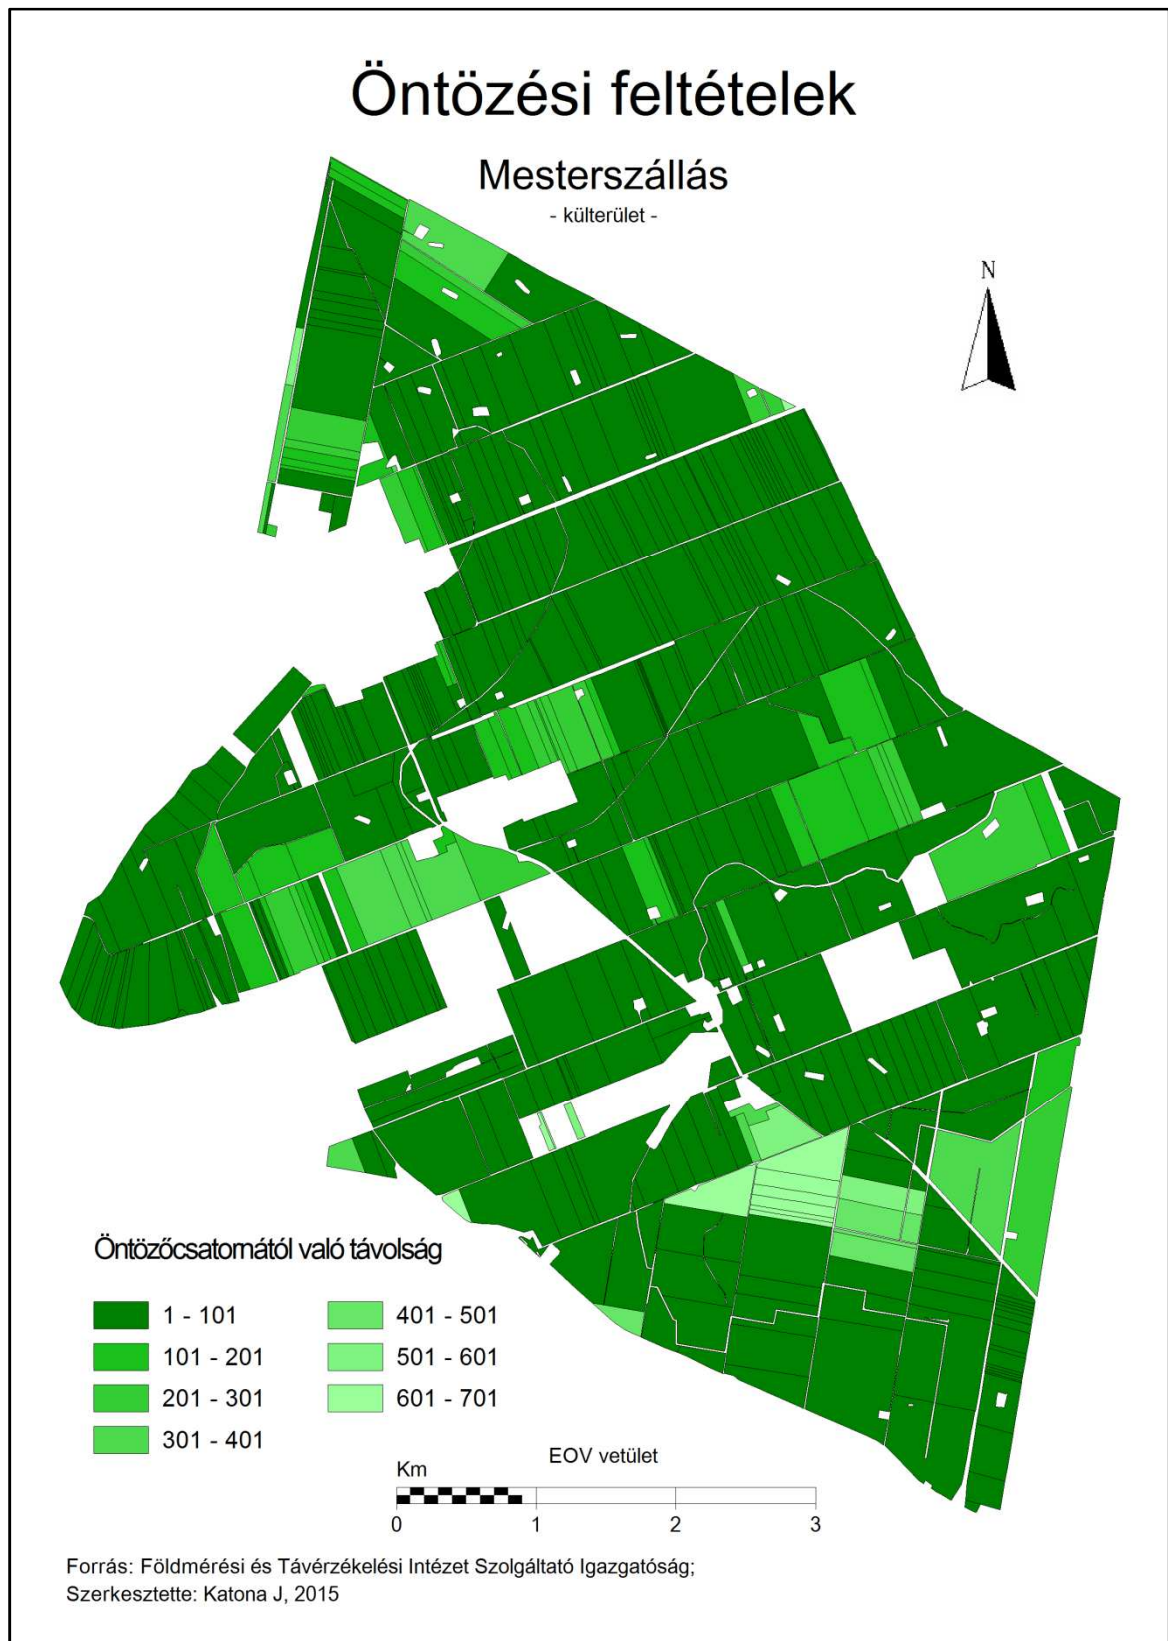 Öntözési feltételek
Mesterszállás
- külterület -
N
Öntözőcsatornától való távolság
1 - 101
101 - 201
201 - 301
301 - 401
401 - 501
501 - 601
601 - 701
EOV vetület
Km
0 1 2 3
Forrás: Földmérési és Távérzékelési Intézet Szolgáltató Igazgatóság;
Szerkesztette: Katona J, 2015